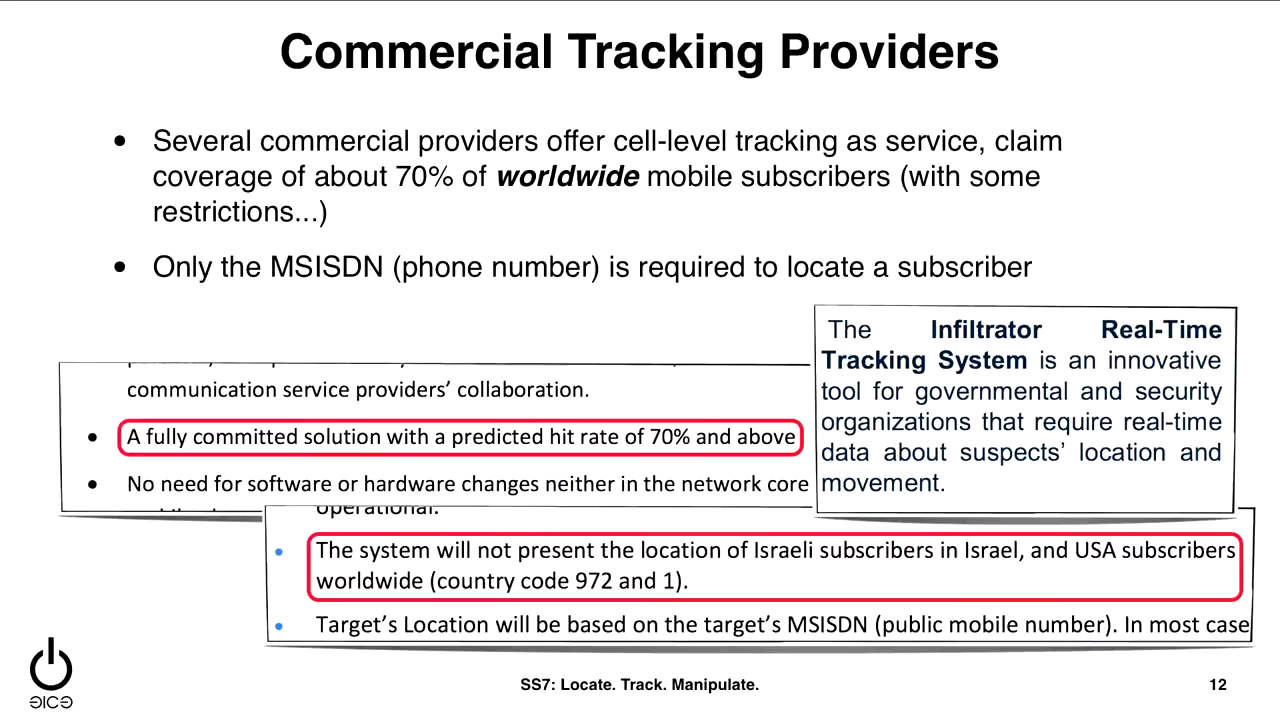 Commercial Tracking Providers
• Several commercial providers offer cell-level tracking as service, claim
coverage of about 70% of worldwide mobile subscribers (with some
restrictions...)
• Only the MSISDN (phone number) is required to locate a subscriber
communication service providers’ collaboration.
• A fully committed solution with a predicted hit rate of 70% and above
• No need for software or hardware changes neither in the network core
The Infiltrator Real-Time
Tracking System is an innovative
tool for governmental and security
organizations that require real-time
data about suspects’ location and
movement.
operational.
• The system will not present the location of Israeli subscribers in Israel, and USA subscribers
worldwide (country code 972 and 1).
• Target’s Location will be based on the target’s MSISDN (public mobile number). In most case
SS7: Locate. Track. Manipulate.
12